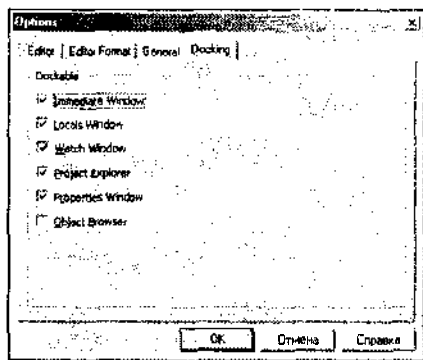 Options
Editor Editor Format General Docking
Dockable
Immediate Window
Locals Window
Watch Window
Project Explorer
Properties Window
Object Browser
OK Отмена Справка